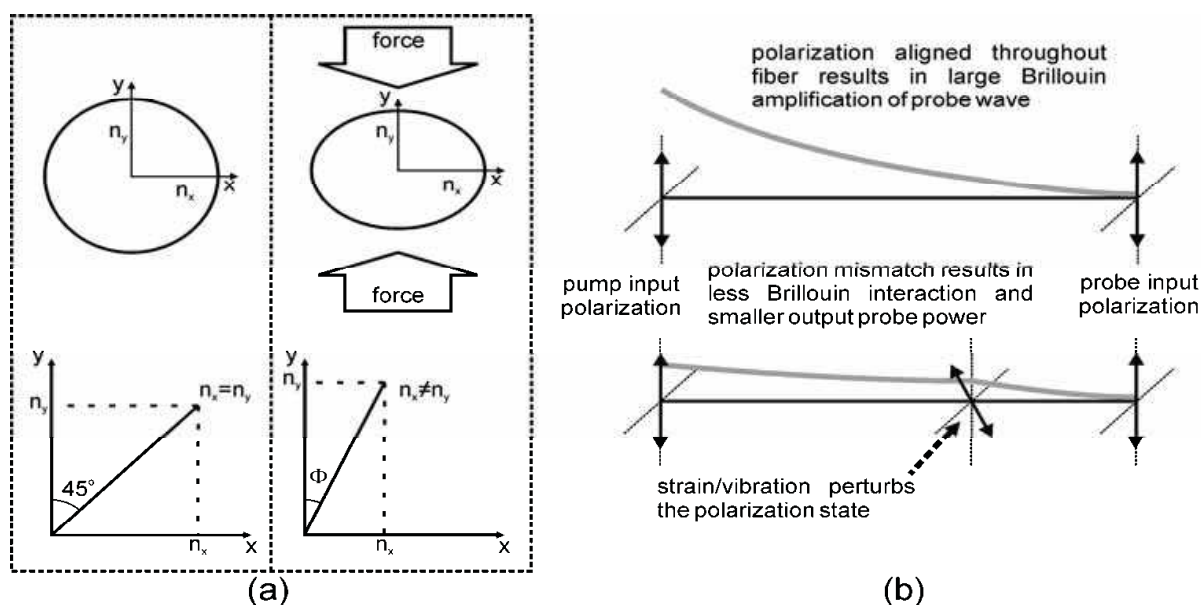 force
y
n_y
n_x
x
y
n_y
n_x
x
force
y
n_y
n_x=n_y
45°
n_x
x
y
n_y
n_x≠n_y
Φ
n_x
x
(a)
polarization aligned throughout
fiber results in large Brillouin
amplification of probe wave
pump input
polarization
polarization mismatch results in
less Brillouin interaction and
smaller output probe power
probe input
polarization
strain/vibration perturbs
the polarization state
(b)